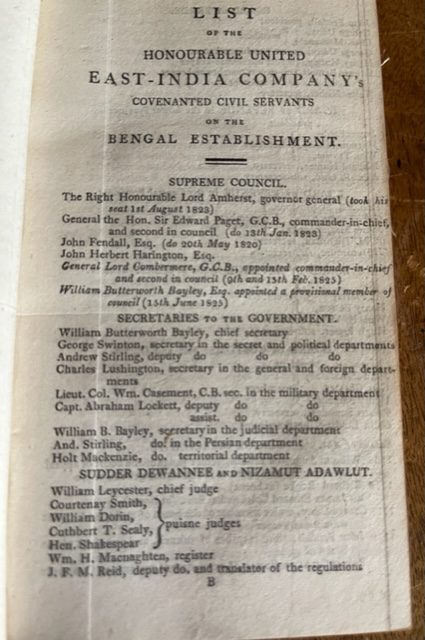 LIST
OF THE
HONOURABLE UNITED
EAST-INDIA COMPANY's
COVENANTED CIVIL SERVANTS
ON THE
BENGAL ESTABLISHMENT.
SUPREME COUNCIL.
The Right Honourable Lord Amherst, governor general (took his
seat 1st August 1823)
General the Hon. Sir Edward Paget, G.C.B., commander-in-chief,
and second in council (do 13th Jan. 1823)
John Fendall, Esq. (do 20th May 1820)
John Herbert Harington, Esq.
General Lord Combermere, G.C.B., appointed commander-in-chief
and second in council (9th and 15th Feb. 1825)
William Butterworth Bayley, Esq. appointed a provisional member of
council (15th June 1825)
SECRETARIES TO THE GOVERNMENT.
William Butterworth Bayley, chief secretary
George Swinton, secretary in the secret and political departments
Andrew Stirling, deputy do do do
Charles Lushington, secretary in the general and foreign depart-
ments
Lieut. Col. Wm. Casement, C.B. sec. in the military department
Capt. Abraham Lockett, deputy do do
assist. do do
William B. Bayley, secretary in the judicial department
And. Stirling, do. in the Persian department
Holt Mackenzie, do. territorial department
SUDDER DEWANNEE AND NIZAMUT ADAWLUT.
William Leycester, chief judge
Courtenay Smith,
William Dorin,
Cuthbert T. Sealy,
Hen. Shakespear
puisne judges
Wm. H. Macnaghten, register
J. F. M. Reid, deputy do. and translator of the regulations
B